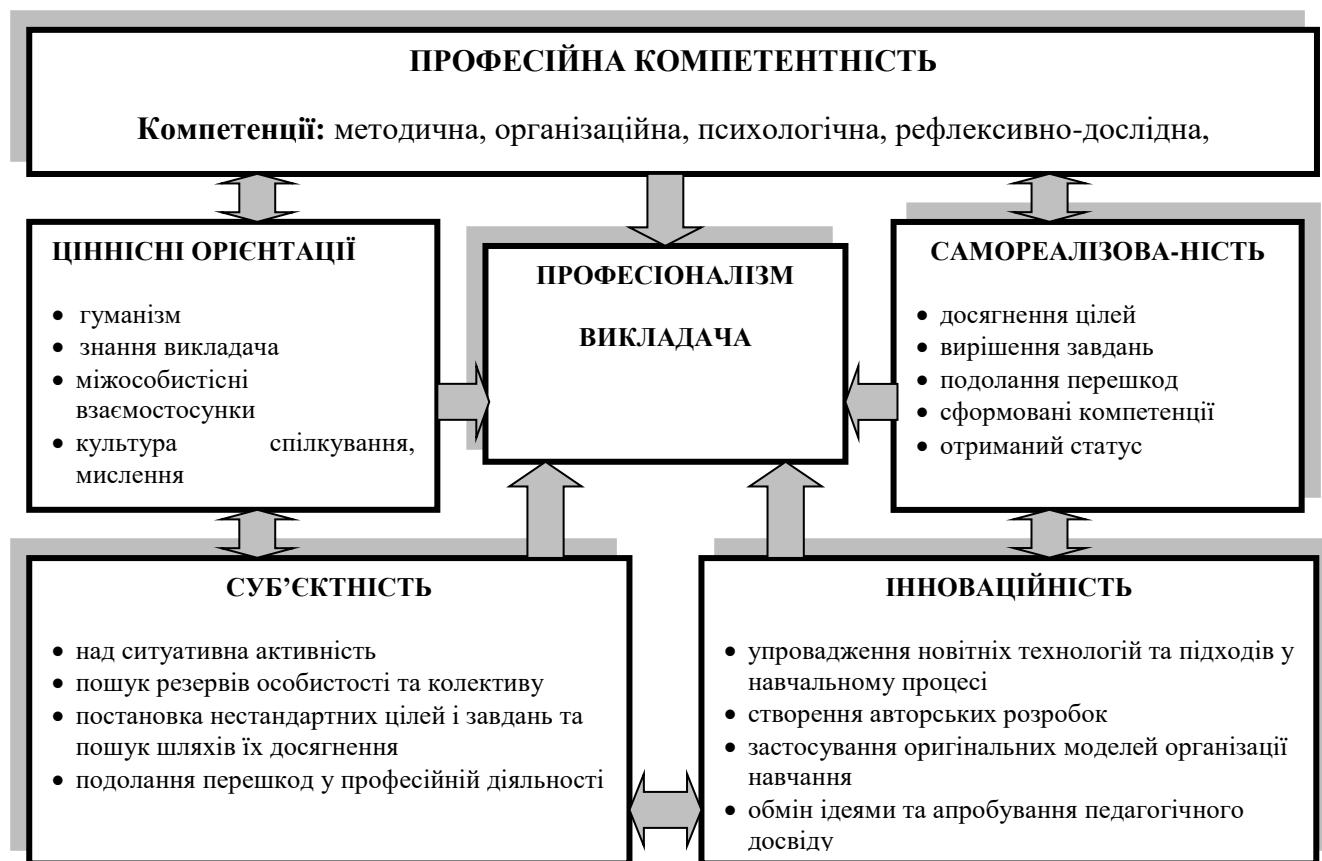 ПРОФЕСІЙНА КОМПЕТЕНТНІСТЬ
Компетенції: методична, організаційна, психологічна, рефлексивно-дослідна,
ЦІННІСНІ ОРІЄНТАЦІЇ
• гуманізм
• знання викладача
• міжособистісні
взаємостосунки
• культура спілкування,
мислення
ПРОФЕСІОНАЛІЗМ
ВИКЛАДАЧА
САМОРЕАЛІЗОВА-НІСТЬ
• досягнення цілей
• вирішення завдань
• подолання перешкод
• сформовані компетенції
• отриманий статус
СУБ’ЄКТНІСТЬ
• над ситуативна активність
• пошук резервів особистості та колективу
• постановка нестандартних цілей і завдань та
пошук шляхів їх досягнення
• подолання перешкод у професійній діяльності
ІННОВАЦІЙНІСТЬ
• упровадження новітніх технологій та підходів у
навчальному процесі
• створення авторських розробок
• застосування оригінальних моделей організації
навчання
• обмін ідеями та апробування педагогічного
досвіду